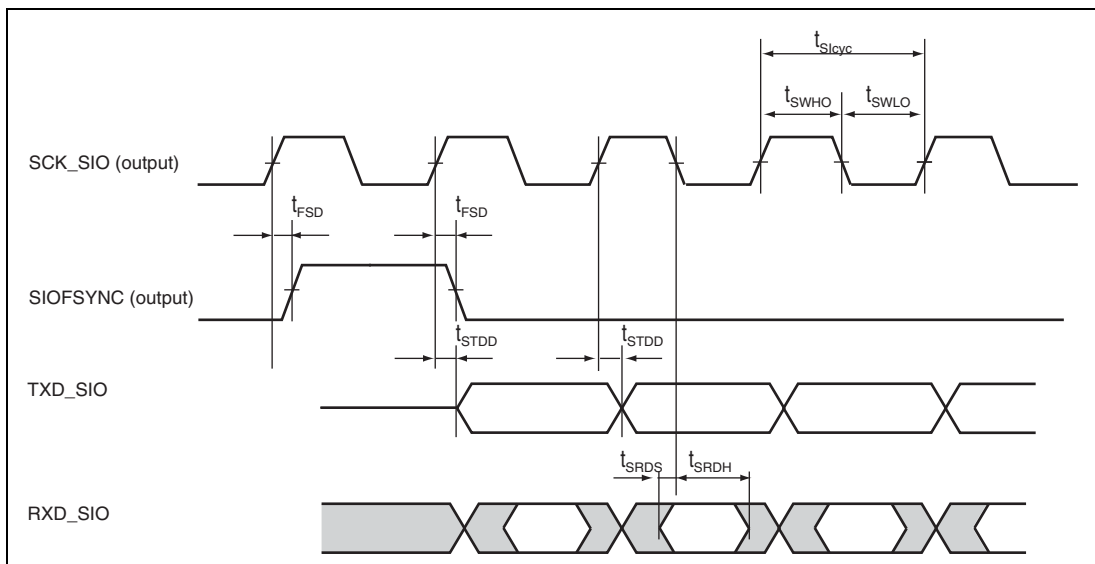 tSIcyc
tSWHO tSWLO
SCK_SIO (output)
tFSD tFSD
SIOFSYNC (output)
tSTDD tSTDD
TXD_SIO
tSRDS tSRDH
RXD_SIO